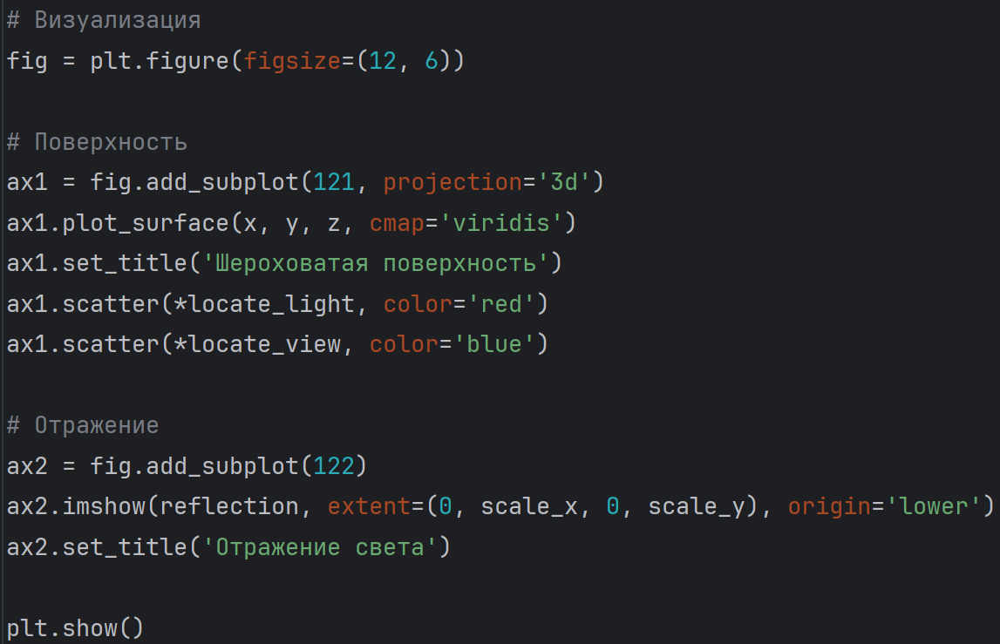 # Визуализация
fig = plt.figure(figsize=(12, 6))
# Поверхность
ax1 = fig.add_subplot(121, projection='3d')
ax1.plot_surface(x, y, z, cmap='viridis')
ax1.set_title('Шероховатая поверхность')
ax1.scatter(*locate_light, color='red')
ax1.scatter(*locate_view, color='blue')
# Отражение
ax2 = fig.add_subplot(122)
ax2.imshow(reflection, extent=(0, scale_x, 0, scale_y), origin='lower')
ax2.set_title('Отражение света')
plt.show()